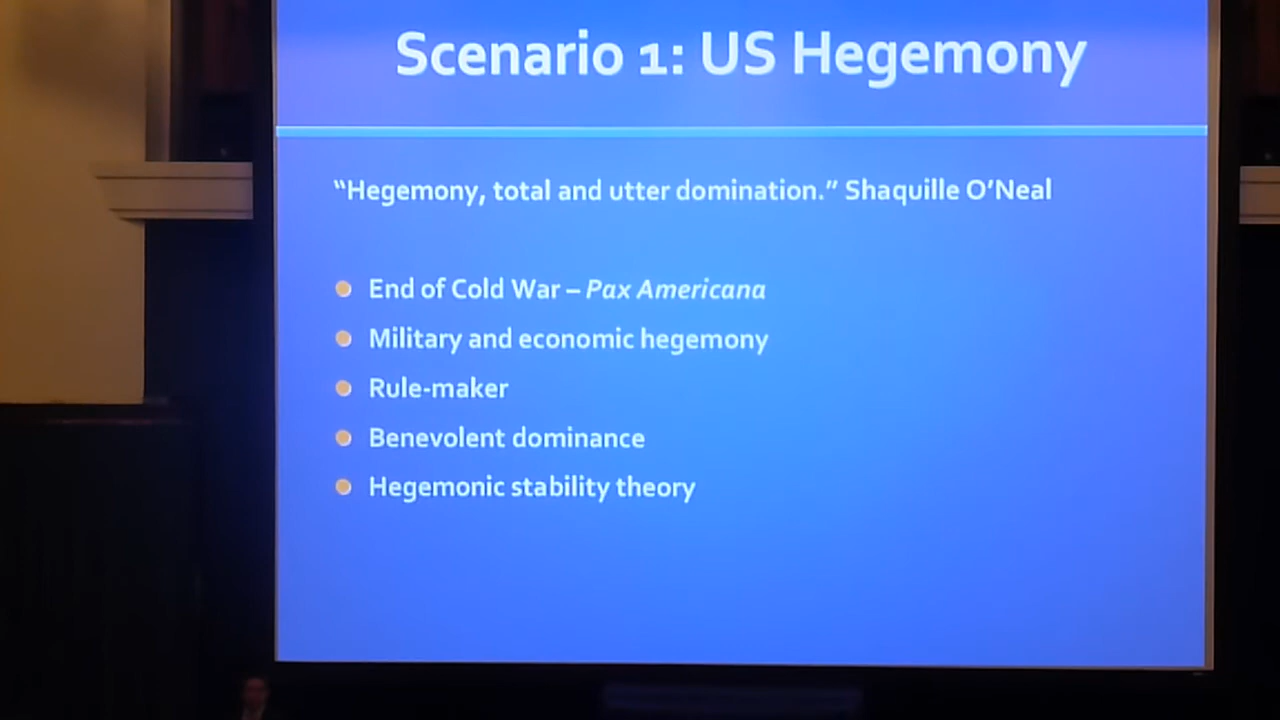 Scenario 1: US Hegemony
“Hegemony, total and utter domination.” Shaquille O’Neal
End of Cold War – Pax Americana
Military and economic hegemony
Rule-maker
Benevolent dominance
Hegemonic stability theory